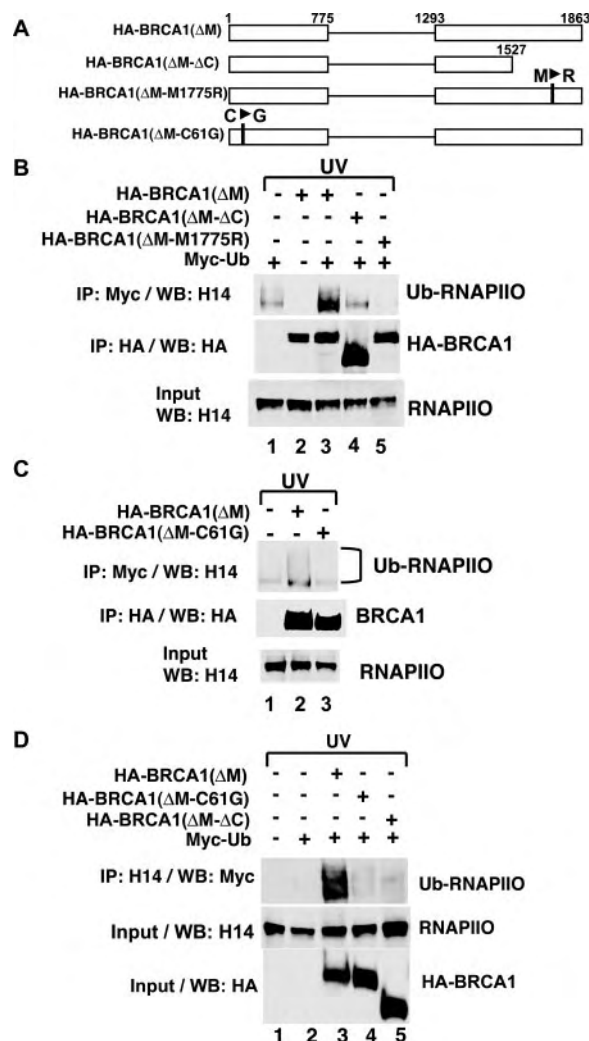 A
1 775 1293 1863
HA-BRCA1(ΔM)
1527
HA-BRCA1(ΔM-ΔC)
M▶R
HA-BRCA1(ΔM-M1775R)
C▶G
HA-BRCA1(ΔM-C61G)
B
UV
HA-BRCA1(ΔM) - + + - -
HA-BRCA1(ΔM-ΔC) - - - + -
HA-BRCA1(ΔM-M1775R) - - - - +
Myc-Ub + - + + +
IP: Myc / WB: H14 Ub-RNAPIIO
IP: HA / WB: HA HA-BRCA1
Input
WB: H14 RNAPIIO
1 2 3 4 5
C
UV
HA-BRCA1(ΔM) - + -
HA-BRCA1(ΔM-C61G) - - +
IP: Myc / WB: H14 Ub-RNAPIIO
IP: HA / WB: HA BRCA1
Input
WB: H14 RNAPIIO
1 2 3
D
UV
HA-BRCA1(ΔM) - - + - -
HA-BRCA1(ΔM-C61G) - - - + -
HA-BRCA1(ΔM-ΔC) - - - - +
Myc-Ub - + + + +
IP: H14 / WB: Myc Ub-RNAPIIO
Input / WB: H14 RNAPIIO
Input / WB: HA HA-BRCA1
1 2 3 4 5